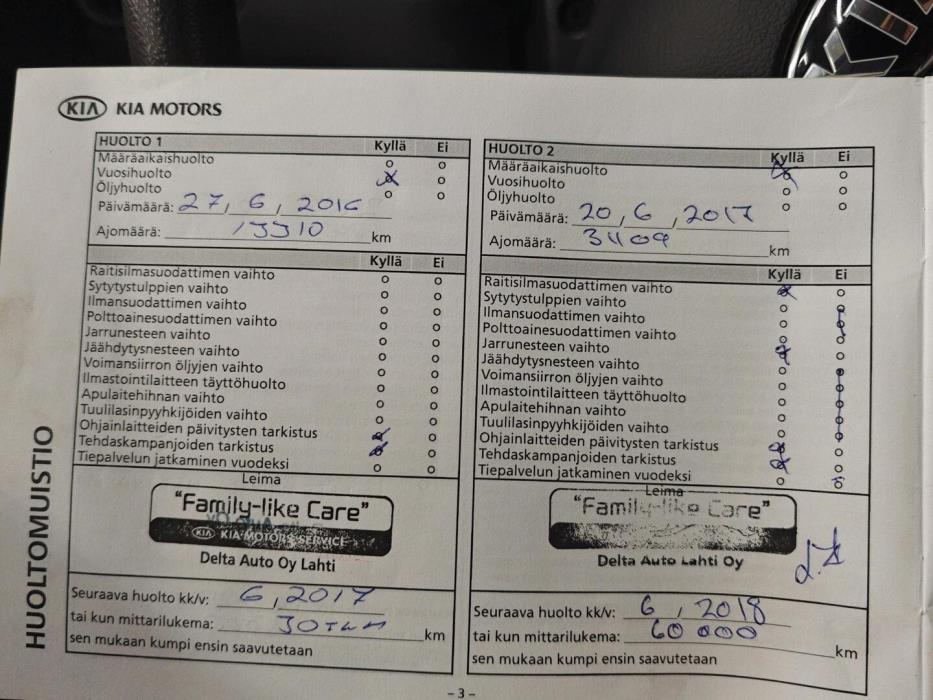 KIA KIA MOTORS
HUOLTO 1 Kyllä Ei
Määräaikaishuolto
Vuosihuolto
Öljyhuolto
Päivämäärä: 27, 6, 2016
Ajomäärä: 15510 km
Kyllä Ei
Raitisilmasuodattimen vaihto
Sytytystulppien vaihto
Ilmansuodattimen vaihto
Polttoainesuodattimen vaihto
Jarrunesteen vaihto
Jäähdytysnesteen vaihto
Voimansiirron öljyjen vaihto
Ilmastointilaitteen täyttöhuolto
Apulaitehihnan vaihto
Tuulilasinpyyhkijöiden vaihto
Ohjainlaitteiden päivitysten tarkistus
Tehdaskampanjoiden tarkistus
Tiepalvelun jatkaminen vuodeksi
Leima
"Family-like Care"
KIA KIA MOTORS SERVICE
Delta Auto Oy Lahti
Seuraava huolto kk/v: 6, 2017
tai kun mittarilukema: 30 km
sen mukaan kumpi ensin saavutetaan
HUOLTO 2 Kyllä Ei
Määräaikaishuolto
Vuosihuolto
Öljyhuolto
Päivämäärä: 20, 6, 2017
Ajomäärä: 31109 km
Kyllä Ei
Raitisilmasuodattimen vaihto
Sytytystulppien vaihto
Ilmansuodattimen vaihto
Polttoainesuodattimen vaihto
Jarrunesteen vaihto
Jäähdytysnesteen vaihto
Voimansiirron öljyjen vaihto
Ilmastointilaitteen täyttöhuolto
Apulaitehihnan vaihto
Tuulilasinpyyhkijöiden vaihto
Ohjainlaitteiden päivitysten tarkistus
Tehdaskampanjoiden tarkistus
Tiepalvelun jatkaminen vuodeksi
Leima
"Family-like Care"
Delta Auto Lahti Oy
Seuraava huolto kk/v: 6, 2018
tai kun mittarilukema: 60 000 km
sen mukaan kumpi ensin saavutetaan
HUOLTOMUISTIO
- 3 -